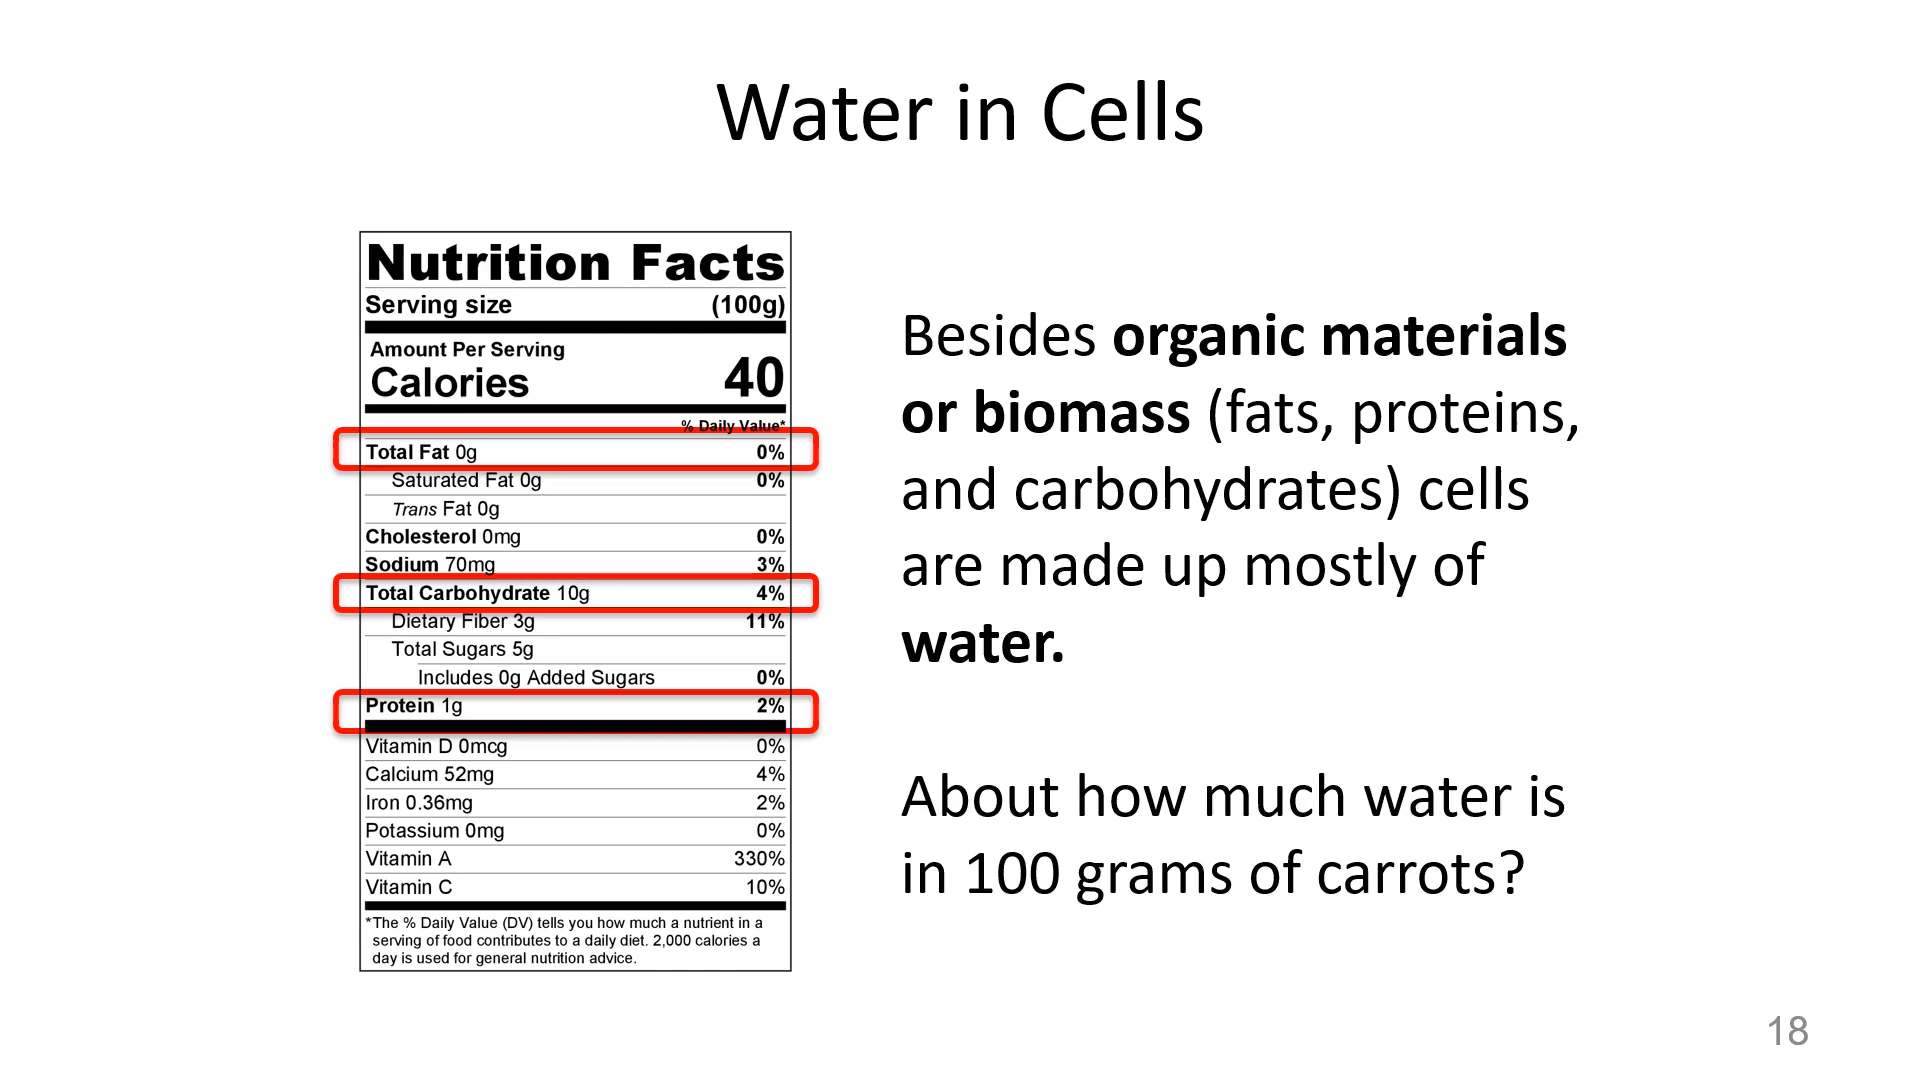 Water in Cells
Nutrition Facts
Serving size (100g)
Amount Per Serving
Calories 40
% Daily Value*
Total Fat 0g 0%
Saturated Fat 0g 0%
Trans Fat 0g
Cholesterol 0mg 0%
Sodium 70mg 3%
Total Carbohydrate 10g 4%
Dietary Fiber 3g 11%
Total Sugars 5g
Includes 0g Added Sugars 0%
Protein 1g 2%
Vitamin D 0mcg 0%
Calcium 52mg 4%
Iron 0.36mg 2%
Potassium 0mg 0%
Vitamin A 330%
Vitamin C 10%
*The % Daily Value (DV) tells you how much a nutrient in a
serving of food contributes to a daily diet. 2,000 calories a
day is used for general nutrition advice.
Besides organic materials
or biomass (fats, proteins,
and carbohydrates) cells
are made up mostly of
water.
About how much water is
in 100 grams of carrots?
18